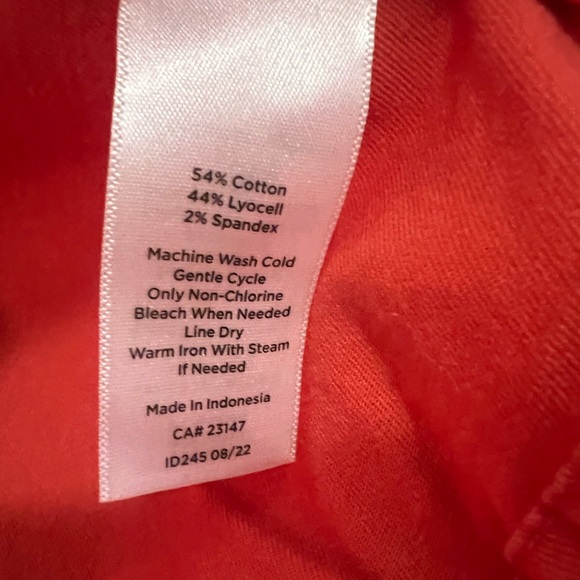 54% Cotton
44% Lyocell
2% Spandex
Machine Wash Cold
Gentle Cycle
Only Non-Chlorine
Bleach When Needed
Line Dry
Warm Iron With Steam
If Needed
Made In Indonesia
CA# 23147
ID245 08/22